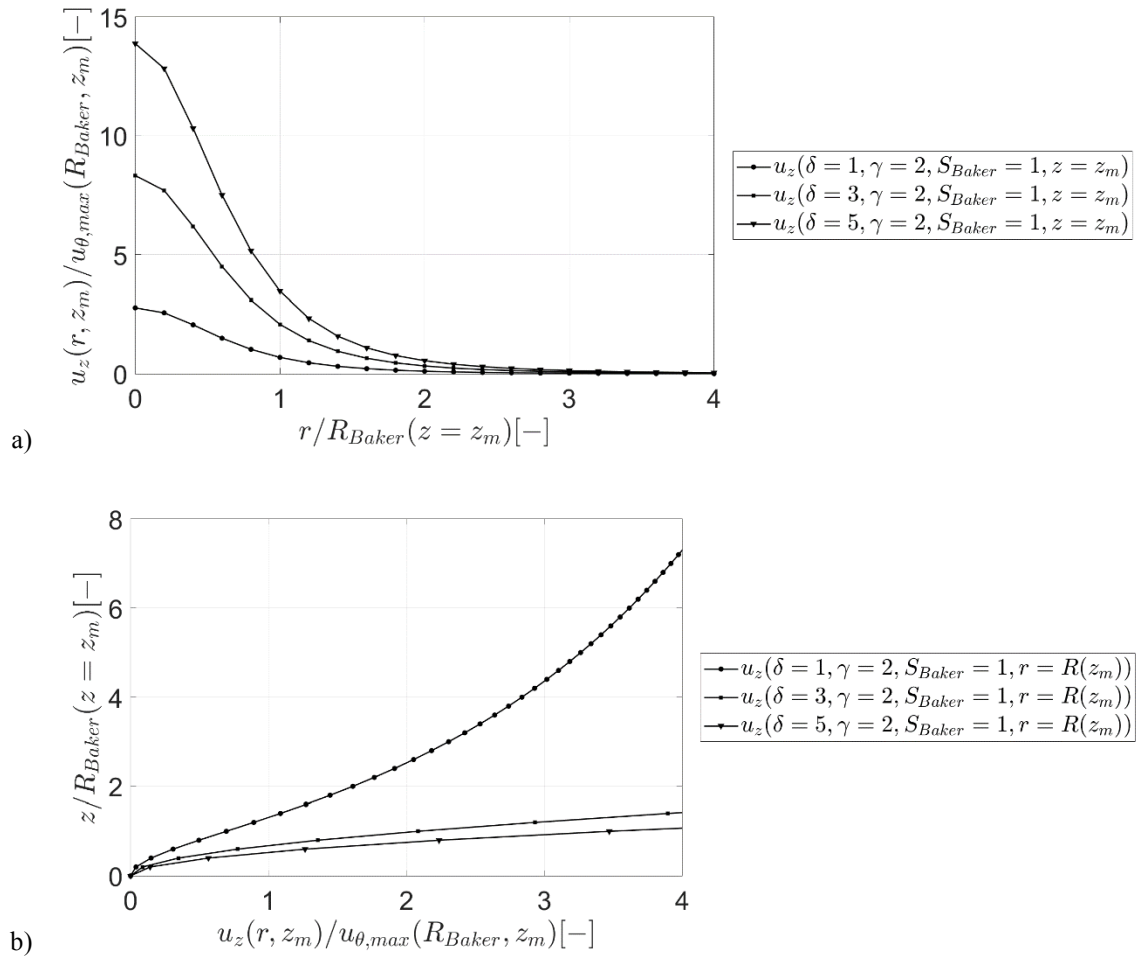 15
10
5
0
u_z(r, z_m)/u_{θ,max}(R_{Baker}, z_m)[−]
0 1 2 3 4
r/R_{Baker}(z = z_m)[−]
u_z(δ = 1, γ = 2, S_{Baker} = 1, z = z_m)
u_z(δ = 3, γ = 2, S_{Baker} = 1, z = z_m)
u_z(δ = 5, γ = 2, S_{Baker} = 1, z = z_m)
a)
8
6
4
2
0
z/R_{Baker}(z = z_m)[−]
0 1 2 3 4
u_z(r, z_m)/u_{θ,max}(R_{Baker}, z_m)[−]
u_z(δ = 1, γ = 2, S_{Baker} = 1, r = R(z_m))
u_z(δ = 3, γ = 2, S_{Baker} = 1, r = R(z_m))
u_z(δ = 5, γ = 2, S_{Baker} = 1, r = R(z_m))
b)